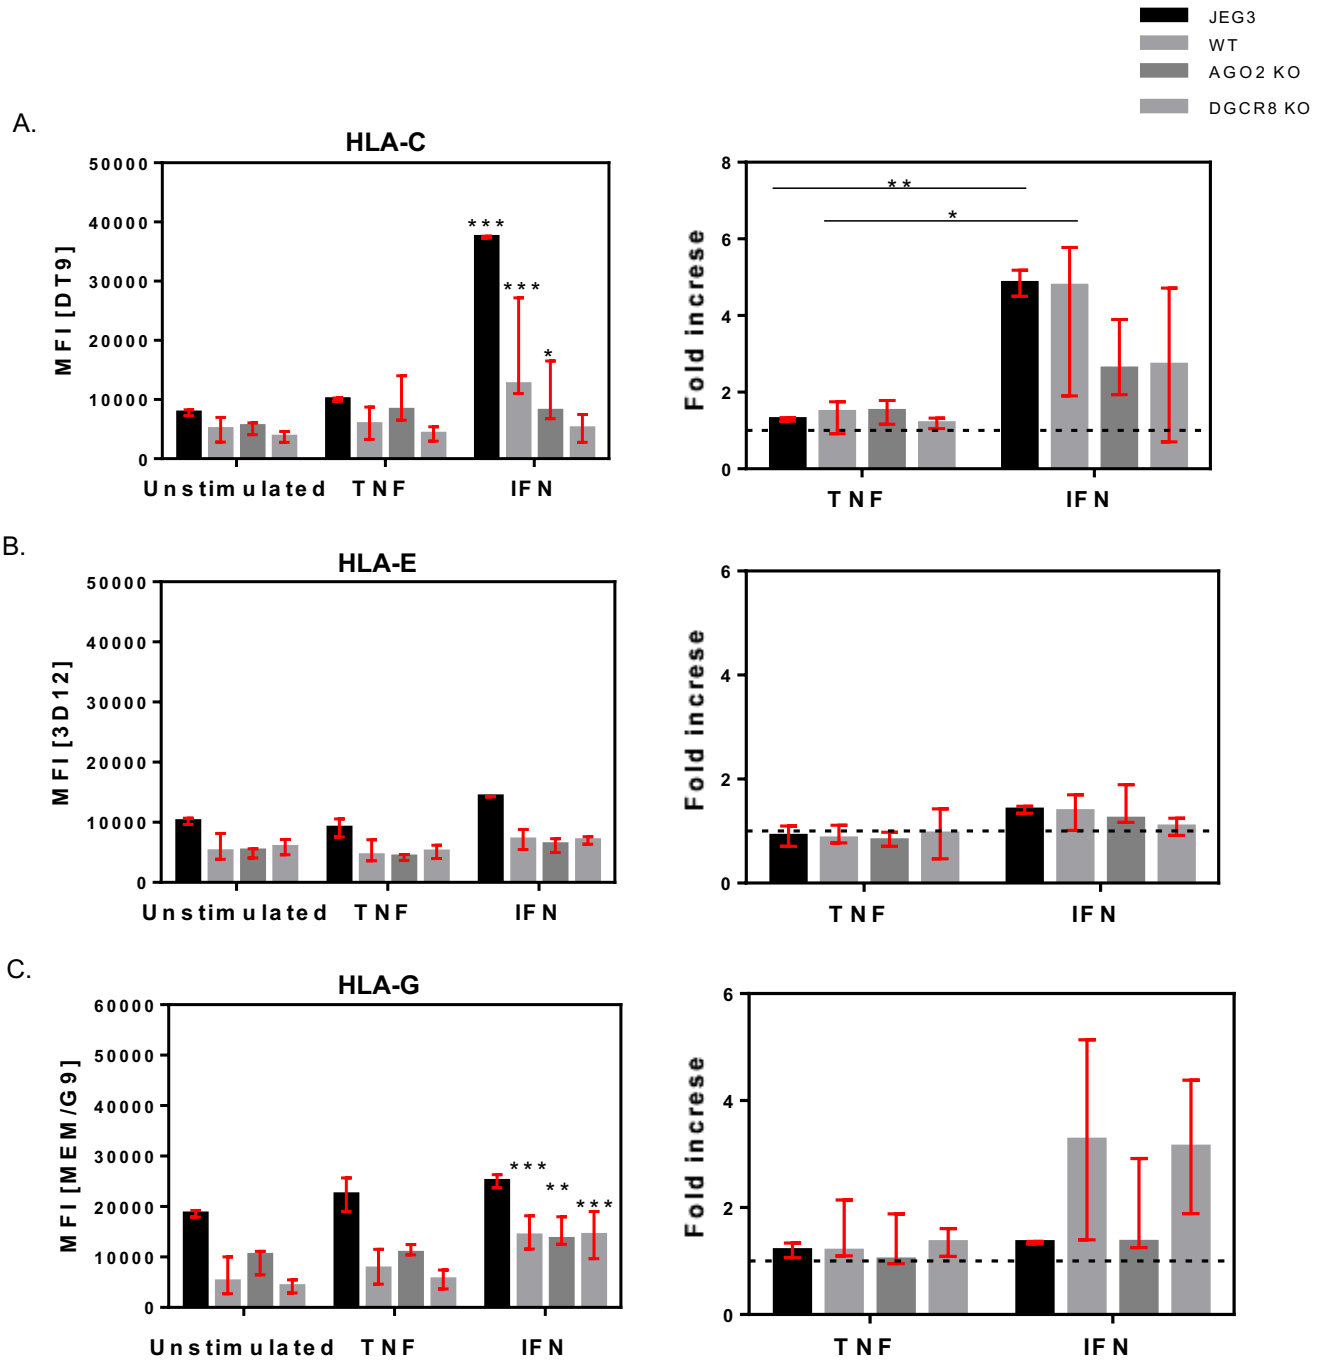 JEG3
WT
AGO2 KO
DGCR8 KO
A.
HLA-C
MFI [DT9]
50000
40000
30000
20000
10000
0
***
***
*
Unstimulated TNF IFN
Fold increse
8
6
4
2
0
**
*
TNF IFN
B.
HLA-E
MFI [3D12]
50000
40000
30000
20000
10000
0
Unstimulated TNF IFN
Fold increse
6
4
2
0
TNF IFN
C.
HLA-G
MFI [MEM/G9]
60000
50000
40000
30000
20000
10000
0
***
**
***
Unstimulated TNF IFN
Fold increse
6
4
2
0
TNF IFN